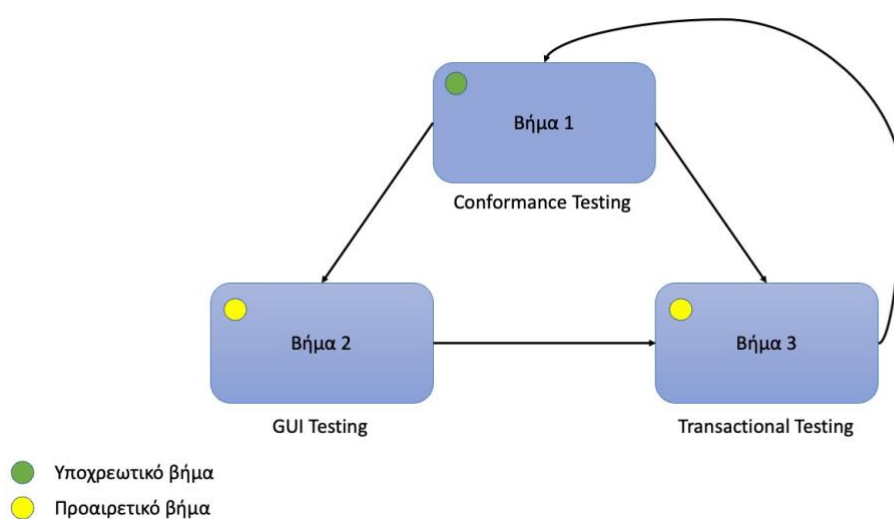 Βήμα 1
Conformance Testing
Βήμα 2
Βήμα 3
GUI Testing
Transactional Testing
Υποχρεωτικό βήμα
Προαιρετικό βήμα